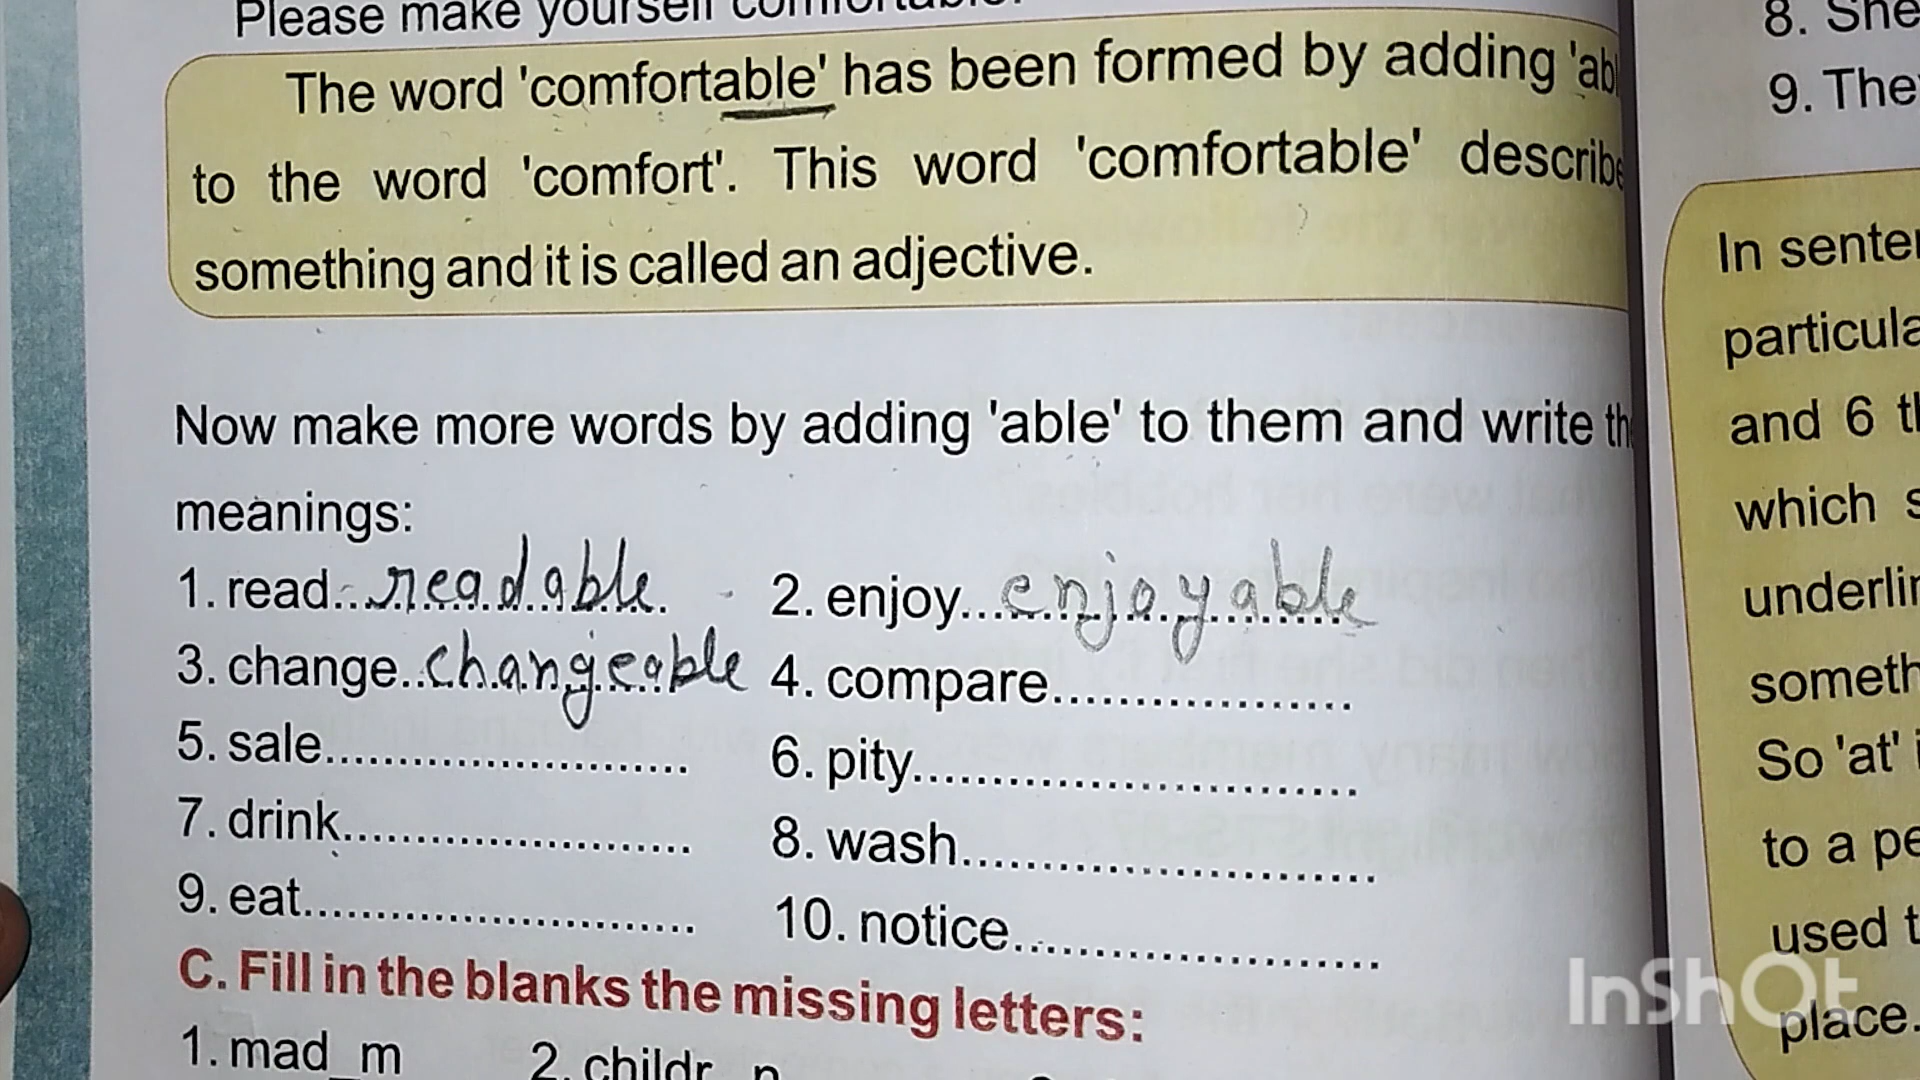 Please make yourself comfortable.
The word 'comfortable' has been formed by adding 'abl
to the word 'comfort'. This word 'comfortable' describe
something and it is called an adjective.
Now make more words by adding 'able' to them and write th
meanings:
1. read...readable. 2. enjoy...enjoyable
3. change..changeable 4. compare..................
5. sale......................... 6. pity...........................
7. drink........................ 8. wash..........................
9. eat........................... 10. notice.......................
C. Fill in the blanks the missing letters:
1. mad_m 2. childr_n
8. She
9. The
In senten
particula
and 6 th
which s
underlin
someth
So 'at' i
to a pe
used t
place.
InShOt